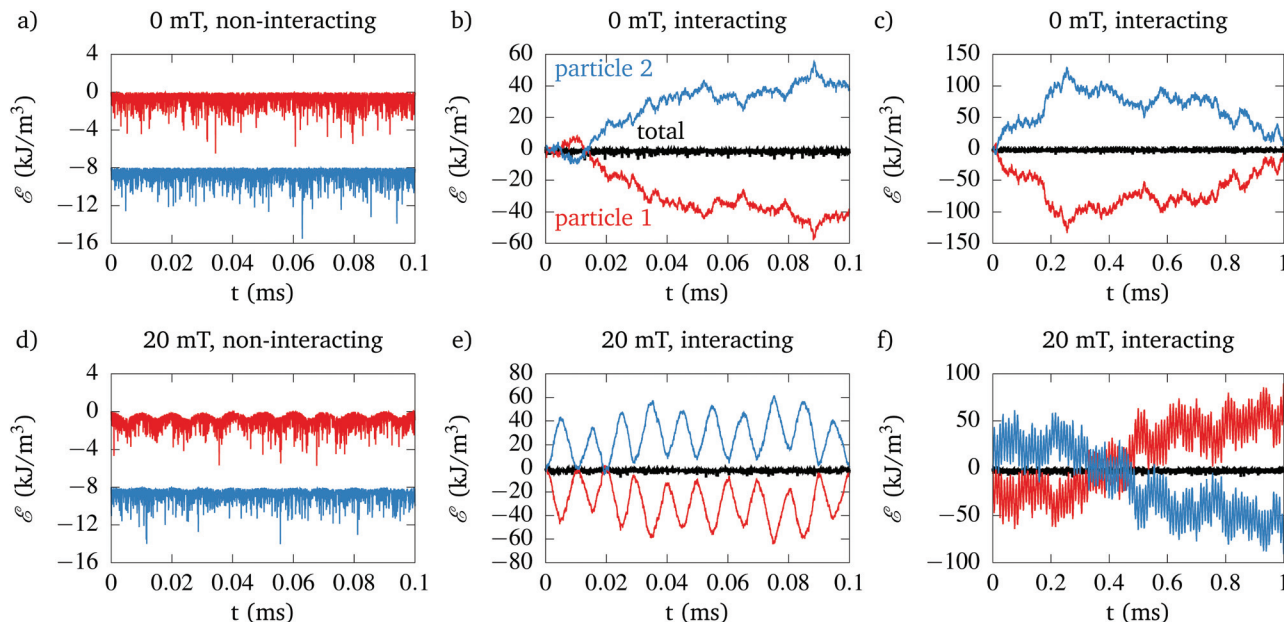 a) 0 mT, non-interacting
4
0
−4
−8
−12
−16
ℰ (kJ/m³)
0 0.02 0.04 0.06 0.08 0.1
t (ms)
b) 0 mT, interacting
60
40
20
0
−20
−40
−60
ℰ (kJ/m³)
particle 2
total
particle 1
0 0.02 0.04 0.06 0.08 0.1
t (ms)
c) 0 mT, interacting
150
100
50
0
−50
−100
−150
ℰ (kJ/m³)
0 0.2 0.4 0.6 0.8 1
t (ms)
d) 20 mT, non-interacting
4
0
−4
−8
−12
−16
ℰ (kJ/m³)
0 0.02 0.04 0.06 0.08 0.1
t (ms)
e) 20 mT, interacting
80
60
40
20
0
−20
−40
−60
−80
ℰ (kJ/m³)
0 0.02 0.04 0.06 0.08 0.1
t (ms)
f) 20 mT, interacting
100
50
0
−50
−100
ℰ (kJ/m³)
0 0.2 0.4 0.6 0.8 1
t (ms)